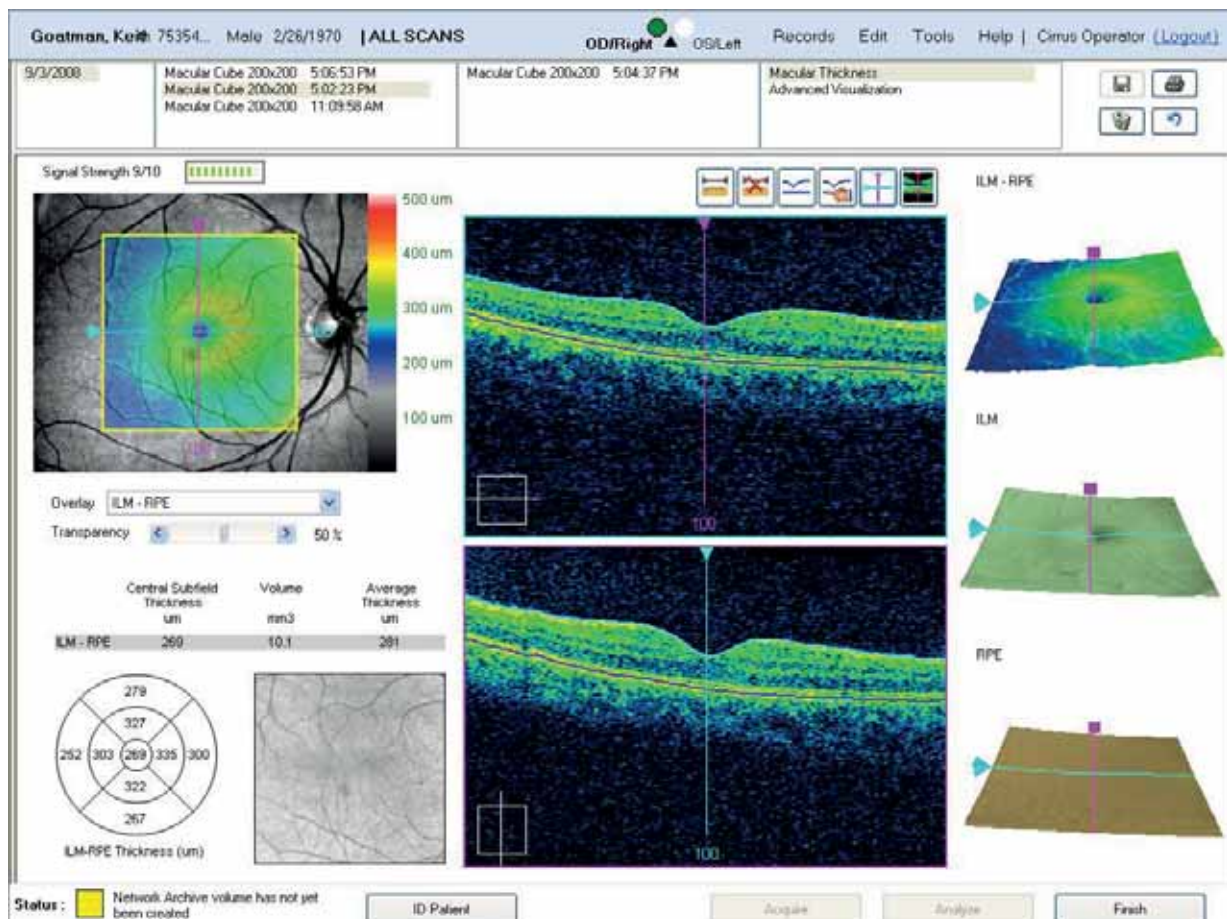 Goatman, Keith 75354... Male 2/26/1970 | ALL SCANS OD/Right OS/Left Records Edit Tools Help | Cirrus Operator (Logout)
9/3/2008
Macular Cube 200x200 5:06:53 PM
Macular Cube 200x200 5:02:23 PM
Macular Cube 200x200 11:09:58 AM
Macular Cube 200x200 5:04:37 PM
Macular Thickness
Advanced Visualization
Signal Strength 9/10
500 um
400 um
300 um
200 um
100 um
100
Overlay ILM - RPE
Transparency 50 %
Central Subfield Thickness um
Volume mm3
Average Thickness um
ILM - RPE 269 10.1 281
279
327
252 303 269 335 300
322
267
ILM-RPE Thickness (um)
100
100
ILM - RPE
ILM
RPE
Status : Network Archive volume has not yet
been created
ID Patient
Acquire
Analyze
Finish